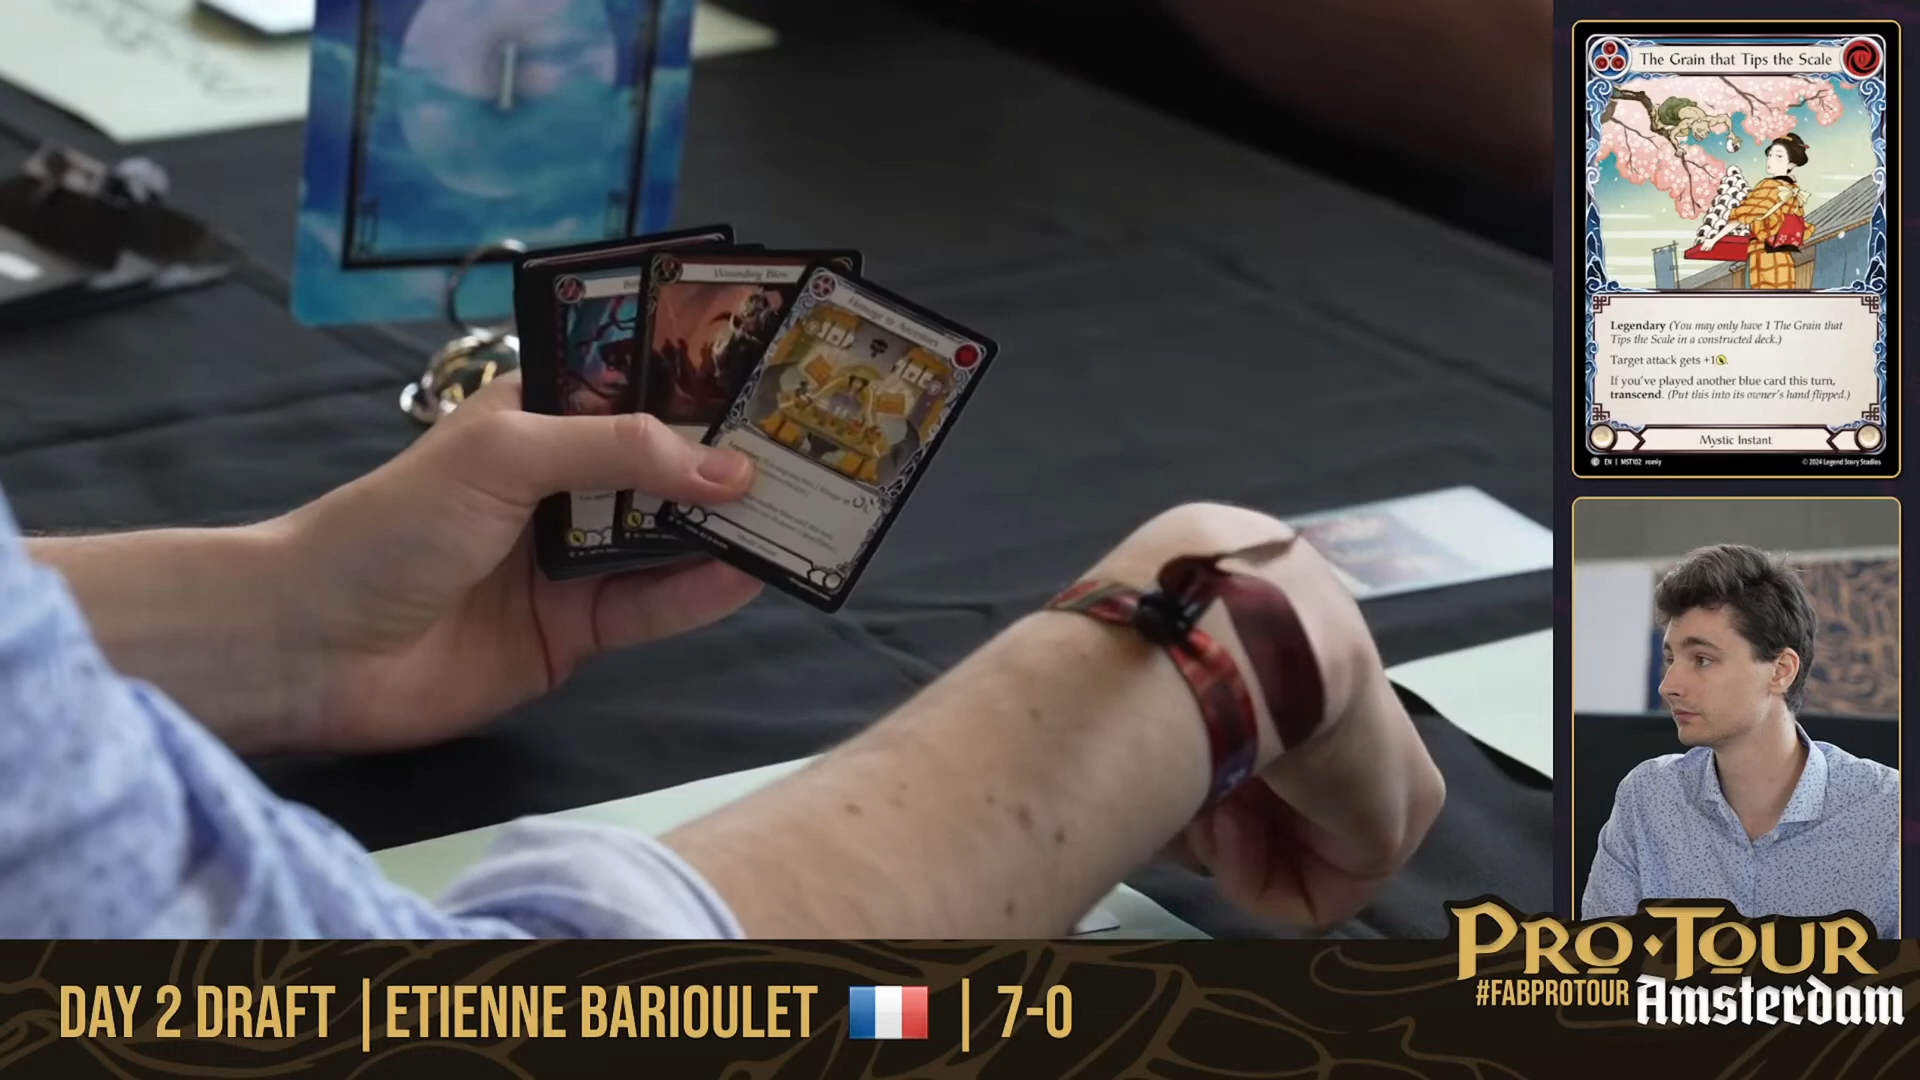 1
Wounding Blow
Homage to Ancestors
The Grain that Tips the Scale
Legendary (You may only have 1 The Grain that
Tips the Scale in a constructed deck.)
Target attack gets +1
If you've played another blue card this turn,
transcend. (Put this into its owner's hand flipped.)
Mystic Instant
EN | MST102 romly
© 2024 Legend Story Studios
DAY 2 DRAFT | ETIENNE BARIOULET | 7-0
PRO·TOUR
#FABPROTOUR Amsterdam